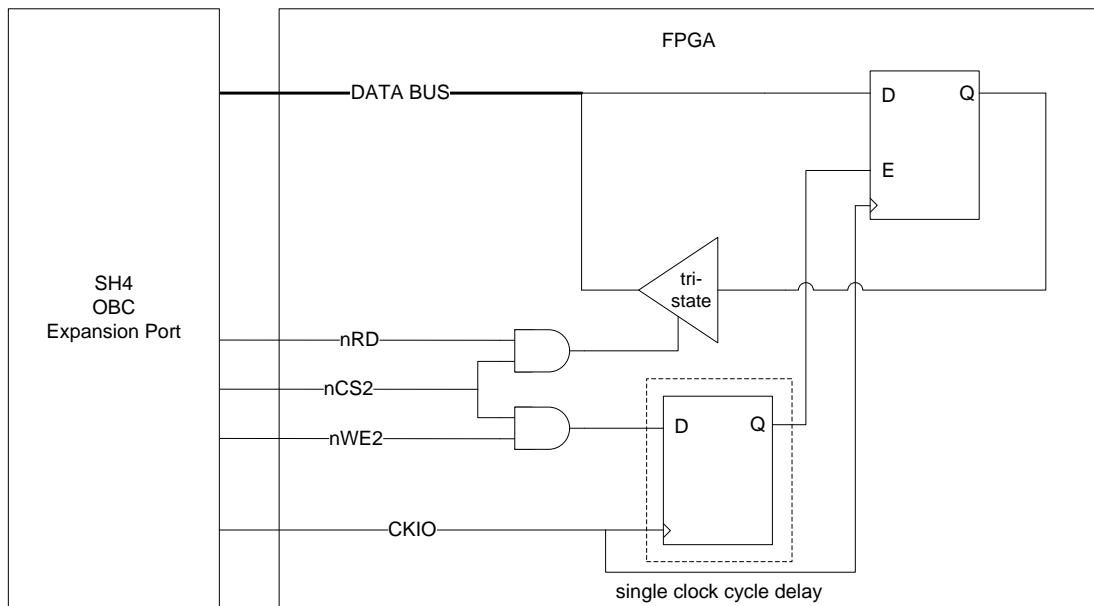 FPGA
DATA BUS
D
Q
E
SH4
OBC
Expansion Port
tri-
state
nRD
nCS2
nWE2
D
Q
CKIO
single clock cycle delay